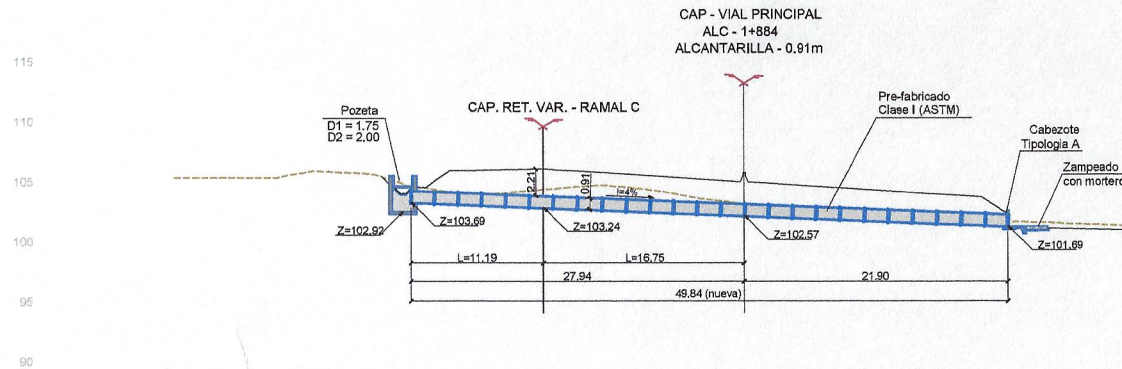 CAP - VIAL PRINCIPAL
ALC - 1+884
ALCANTARILLA - 0.91m
CAP. RET. VAR. - RAMAL C
Pozeta
D1 = 1.75
D2 = 2.00
Pre-fabricado
Clase I (ASTM)
Cabezote
Tipologia A
Zampeado
con mortero
115
110
105
100
95
90
2.21
0.91
i=4%
Z=102.92
Z=103.69
Z=103.24
Z=102.57
Z=101.69
L=11.19
L=16.75
27.94
21.90
49.84 (nueva)